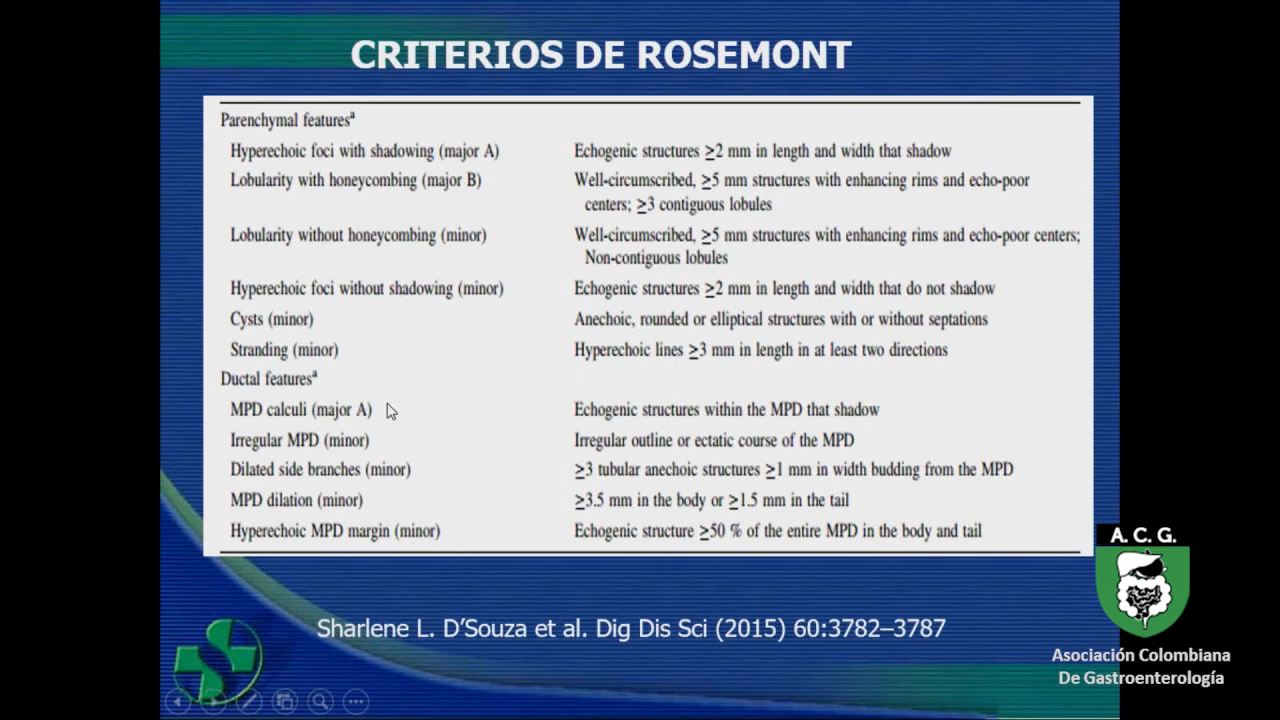 CRITERIOS DE ROSEMONT
Parenchymal featuresª
Hyperechoic foci with shadowing (major A) Echogenic structures ≥2 mm in length and width that shadow
Lobularity with honeycombing (major B) Well-circumscribed, ≥5 mm structures with enhancing rims and echo-poor
centers; ≥3 contiguous lobules
Lobularity without honeycombing (minor) Well-circumscribed, ≥5 mm structures with enhancing rims and echo-poor centers;
Non-contiguous lobules
Hyperechoic foci without shadowing (minor) Echogenic structures ≥2 mm in length and width that do not shadow
Cysts (minor) Anechoic, rounded or elliptical structures with or without septations
Stranding (minor) Hyperechoic lines ≥3 mm in length in at least two directions
Ductal featuresª
MPD calculi (major A) Echogenic structures within the MPD that shadow
Irregular MPD (minor) Irregular outline or ectatic course of the MPD
Dilated side branches (minor) ≥3 tubular anechoic structures ≥1 mm in width budding from the MPD
MPD dilation (minor) ≥3.5 mm in the body or ≥1.5 mm in the tail
Hyperechoic MPD margin (minor) Echogenic structure ≥50 % of the entire MPD in the body and tail
A. C. G.
Sharlene L. D’Souza et al. Dig Dis Sci (2015) 60:3782–3787
Asociación Colombiana
De Gastroenterología